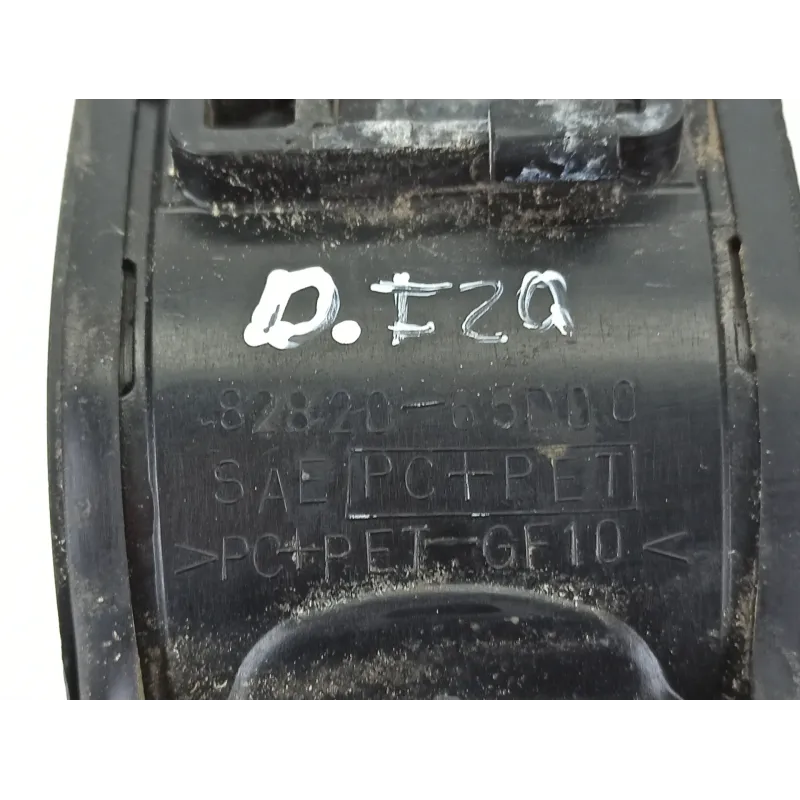 D.IZQ
82820-65D00
SAE PC+PET
>PC+PET-GF10<